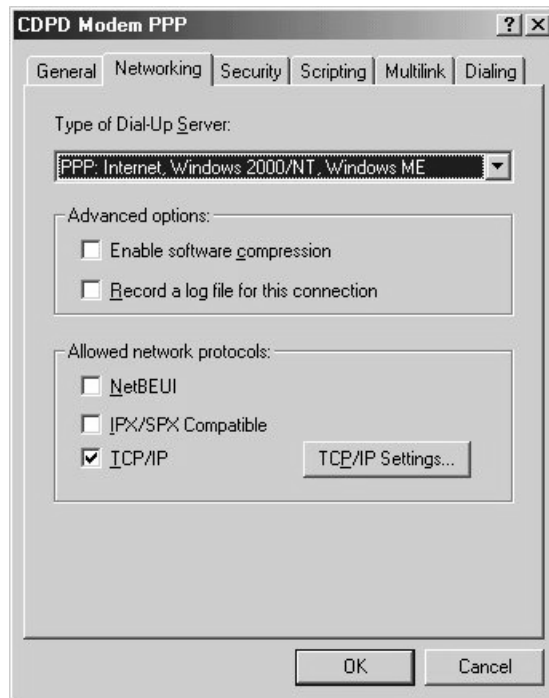 CDPD Modem PPP
General Networking Security Scripting Multilink Dialing
Type of Dial-Up Server:
PPP: Internet, Windows 2000/NT, Windows ME
Advanced options:
Enable software compression
Record a log file for this connection
Allowed network protocols:
NetBEUI
IPX/SPX Compatible
TCP/IP TCP/IP Settings...
OK Cancel